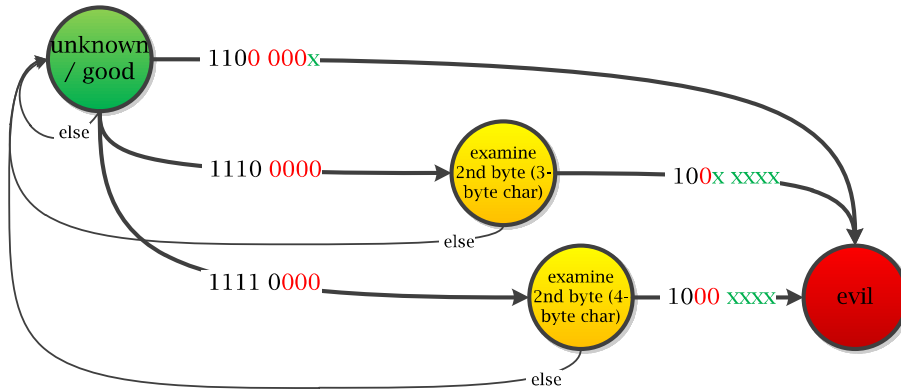 unknown
/ good
1100 000x
else
1110 0000
examine
2nd byte (3-
byte char)
100x xxxx
else
1111 0000
examine
2nd byte (4-
byte char)
1000 xxxx
evil
else